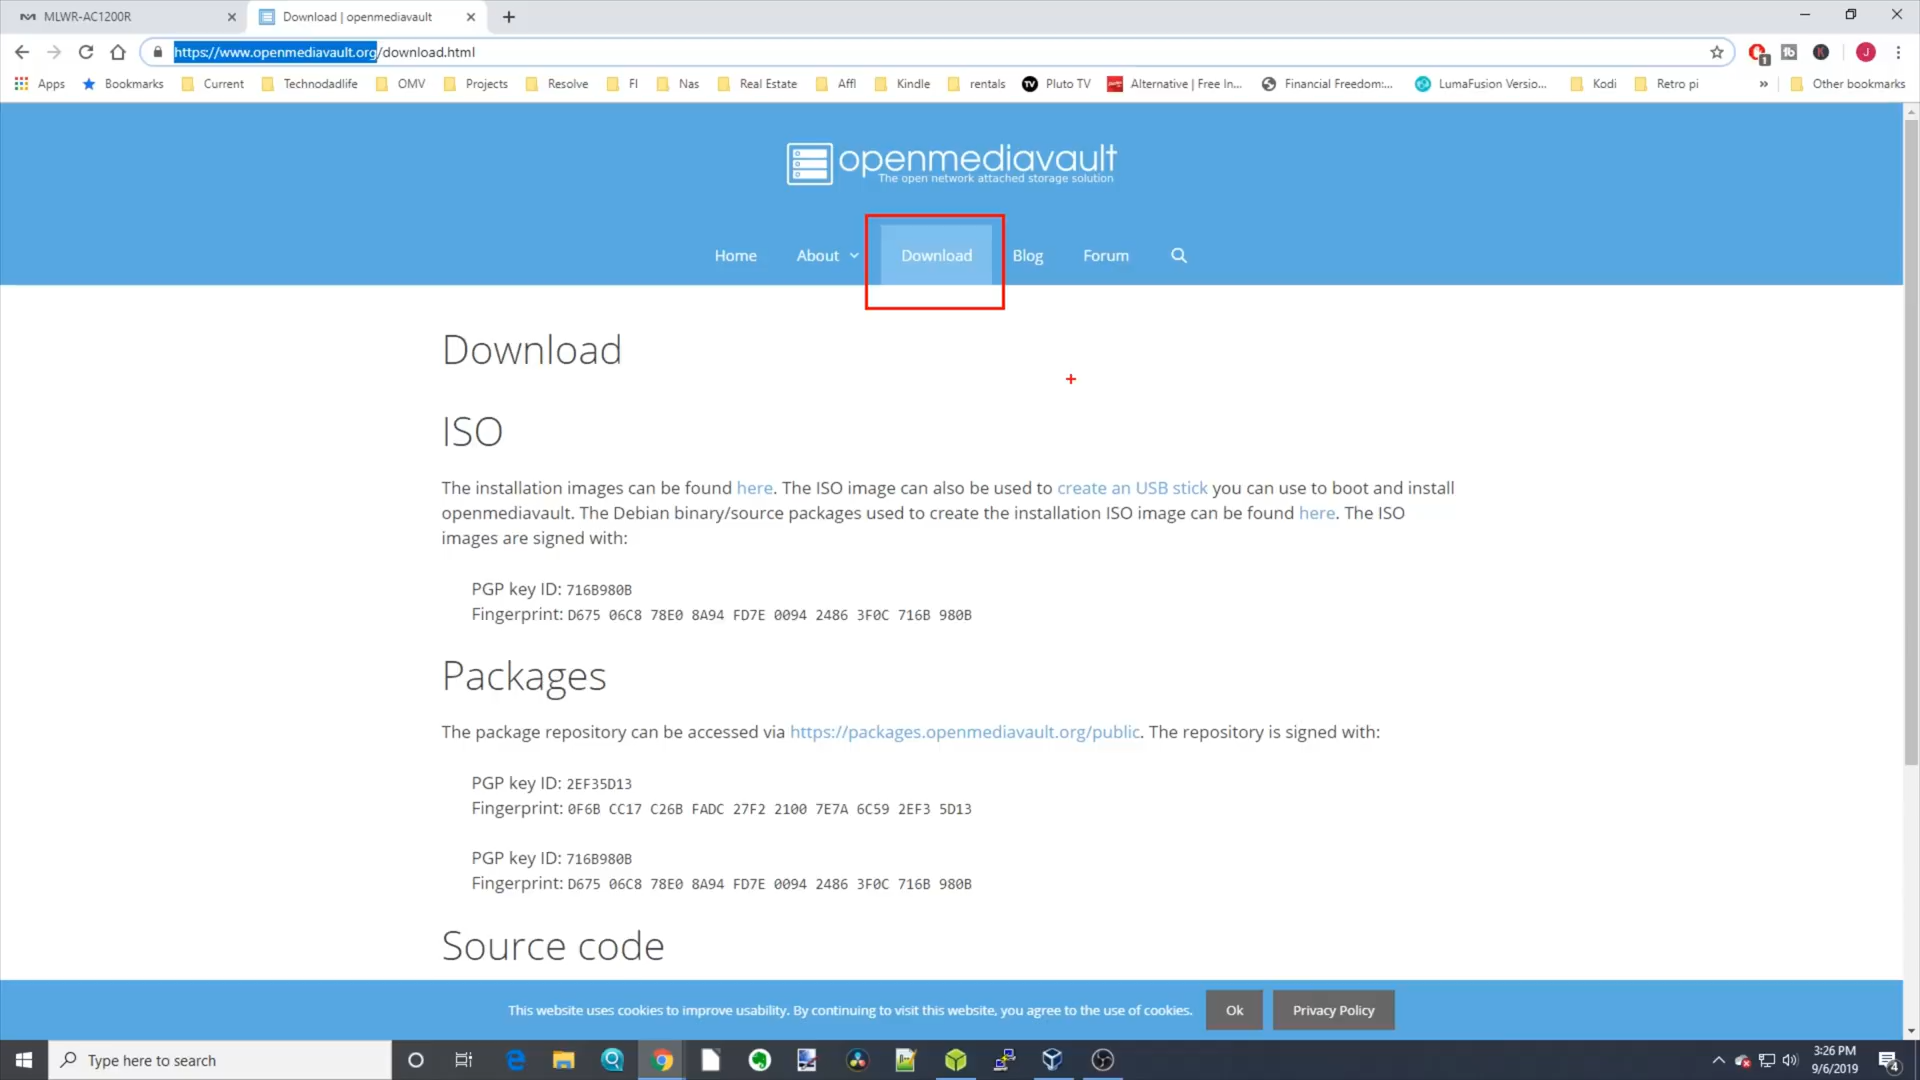 MLWR-AC1200R
Download | openmediavault
https://www.openmediavault.org/download.html
1
J
Apps
Bookmarks
Current
Technodadlife
OMV
Projects
Resolve
FI
Nas
Real Estate
Affl
Kindle
rentals
TV
Pluto TV
Alternative | Free In...
Financial Freedom:...
LumaFusion Versio...
Kodi
Retro pi
»
Other bookmarks
openmediavault
The open network attached storage solution
Home
About
Download
Blog
Forum
Download
ISO
The installation images can be found here. The ISO image can also be used to create an USB stick you can use to boot and install
openmediavault. The Debian binary/source packages used to create the installation ISO image can be found here. The ISO
images are signed with:
PGP key ID: 716B980B
Fingerprint: D675 06C8 78E0 8A94 FD7E 0094 2486 3F0C 716B 980B
Packages
The package repository can be accessed via https://packages.openmediavault.org/public. The repository is signed with:
PGP key ID: 2EF35D13
Fingerprint: 0F6B CC17 C26B FADC 27F2 2100 7E7A 6C59 2EF3 5D13
PGP key ID: 716B980B
Fingerprint: D675 06C8 78E0 8A94 FD7E 0094 2486 3F0C 716B 980B
Source code
This website uses cookies to improve usability. By continuing to visit this website, you agree to the use of cookies.
Ok
Privacy Policy
Type here to search
3:26 PM
9/6/2019
4